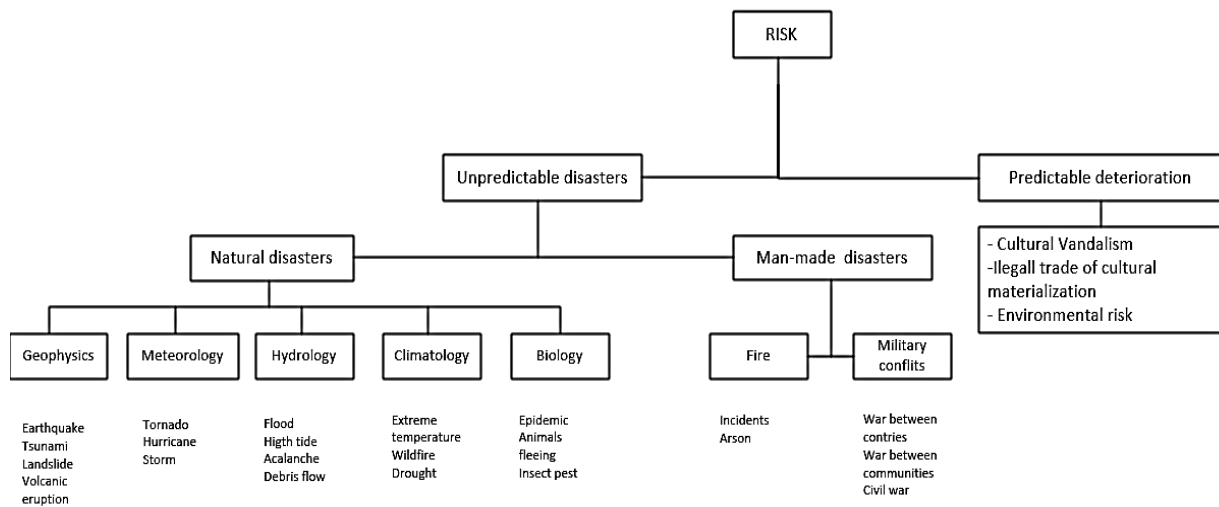 RISK
Unpredictable disasters
Predictable deterioration
Natural disasters
Man-made disasters
- Cultural Vandalism
-Ilegall trade of cultural
materialization
- Environmental risk
Geophysics
Meteorology
Hydrology
Climatology
Biology
Fire
Military
conflits
Earthquake
Tsunami
Landslide
Volcanic
eruption
Tornado
Hurricane
Storm
Flood
Higth tide
Acalanche
Debris flow
Extreme
temperature
Wildfire
Drought
Epidemic
Animals
fleeing
Insect pest
Incidents
Arson
War between
contries
War between
communities
Civil war